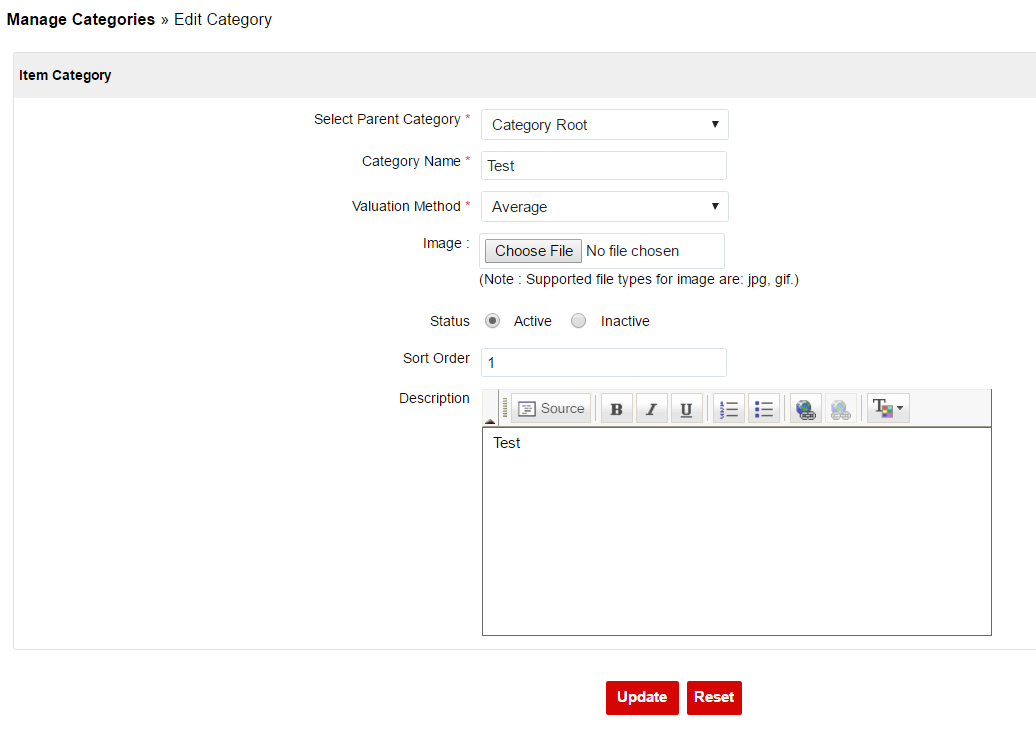 Manage Categories » Edit Category
Item Category
Select Parent Category * Category Root
Category Name * Test
Valuation Method * Average
Image : Choose File No file chosen
(Note : Supported file types for image are: jpg, gif.)
Status Active Inactive
Sort Order 1
Description Source B I U T
Test
Update Reset